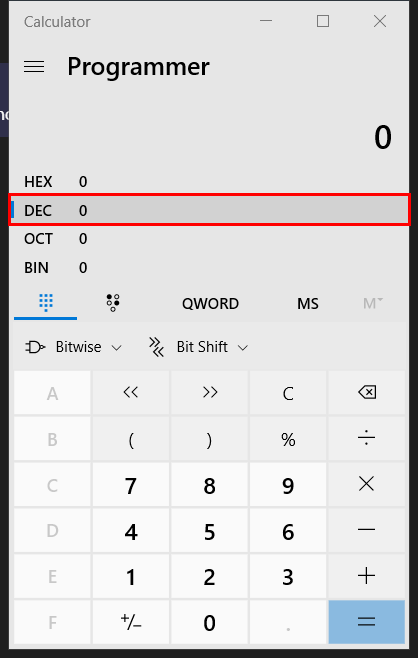 Calculator
Programmer
0
HEX 0
DEC 0
OCT 0
BIN 0
QWORD MS M
Bitwise Bit Shift
A << >> C
B ( ) % ÷
C 7 8 9 ×
D 4 5 6 −
E 1 2 3 +
F +/− 0 . =